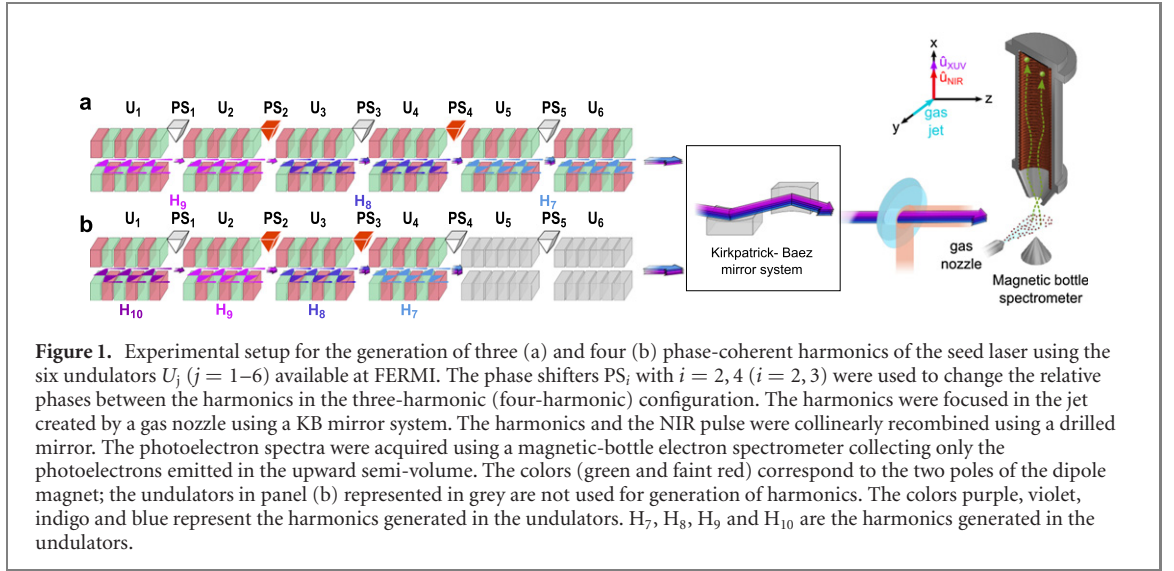 a
U₁ PS₁ U₂ PS₂ U₃ PS₃ U₄ PS₄ U₅ PS₅ U₆
H₉ H₈ H₇
b
U₁ PS₁ U₂ PS₂ U₃ PS₃ U₄ PS₄ U₅ PS₅ U₆
H₁₀ H₉ H₈ H₇
Kirkpatrick- Baez
mirror system
x
ûXUV
ûNIR
z
y
gas
jet
gas
nozzle
Magnetic bottle
spectrometer
Figure 1. Experimental setup for the generation of three (a) and four (b) phase-coherent harmonics of the seed laser using the
six undulators Uj (j = 1–6) available at FERMI. The phase shifters PSi with i = 2, 4 (i = 2, 3) were used to change the relative
phases between the harmonics in the three-harmonic (four-harmonic) configuration. The harmonics were focused in the jet
created by a gas nozzle using a KB mirror system. The harmonics and the NIR pulse were collinearly recombined using a drilled
mirror. The photoelectron spectra were acquired using a magnetic-bottle electron spectrometer collecting only the
photoelectrons emitted in the upward semi-volume. The colors (green and faint red) correspond to the two poles of the dipole
magnet; the undulators in panel (b) represented in grey are not used for generation of harmonics. The colors purple, violet,
indigo and blue represent the harmonics generated in the undulators. H₇, H₈, H₉ and H₁₀ are the harmonics generated in the
undulators.